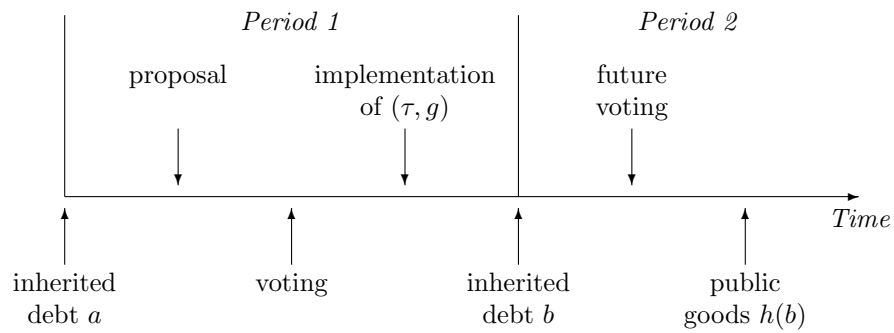 Period 1
Period 2
proposal
implementation
of (τ, g)
future
voting
Time
inherited
debt a
voting
inherited
debt b
public
goods h(b)